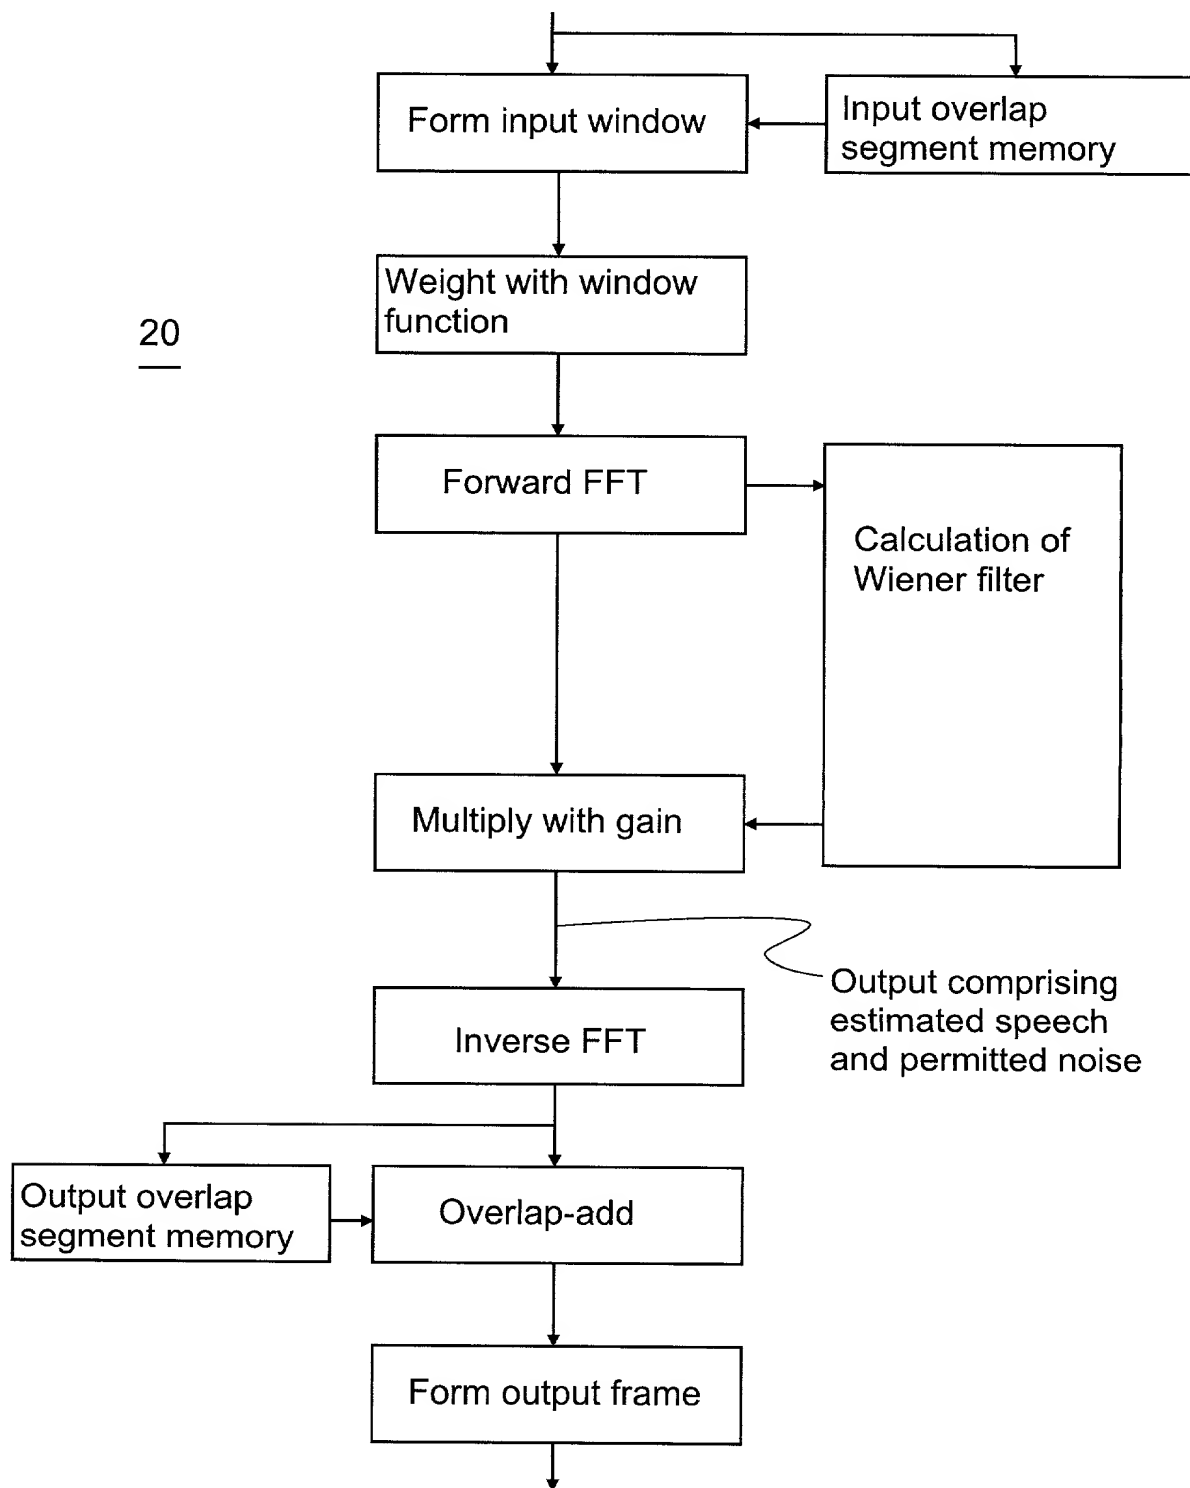 Form input window
Input overlap
segment memory
Weight with window
function
20
Forward FFT
Calculation of
Wiener filter
Multiply with gain
Output comprising
estimated speech
and permitted noise
Inverse FFT
Output overlap
segment memory
Overlap-add
Form output frame